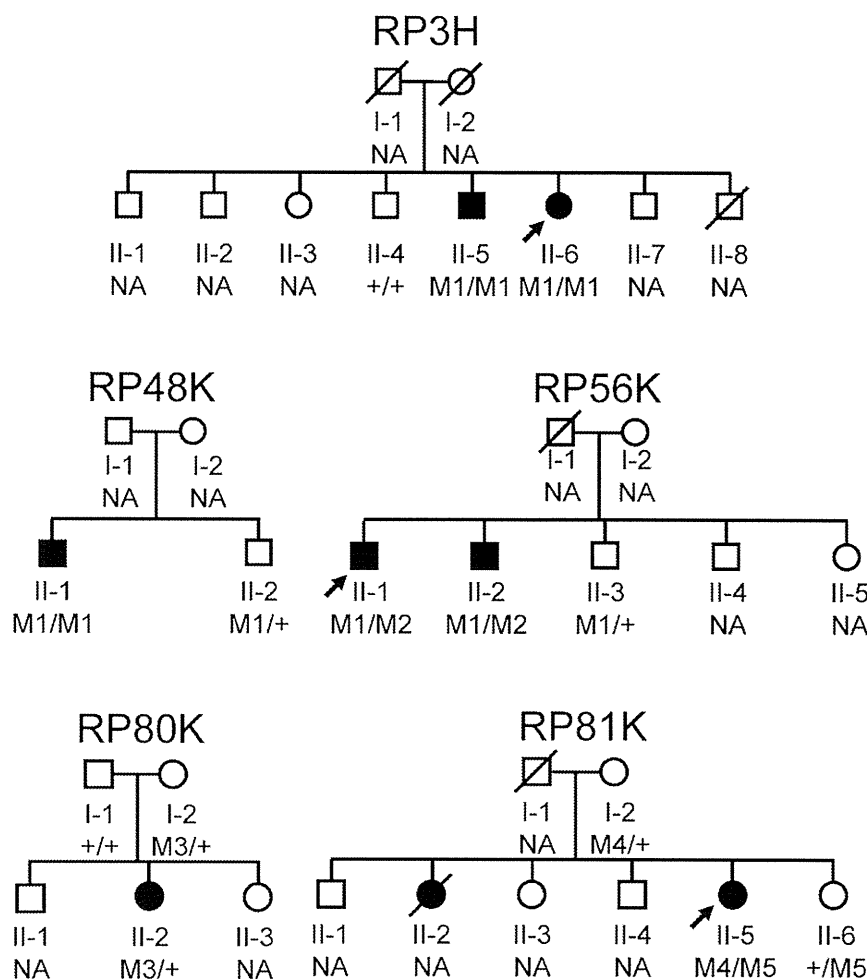 RP3H
I-1 I-2
NA NA
II-1 II-2 II-3 II-4 II-5 II-6 II-7 II-8
NA NA NA +/+ M1/M1 M1/M1 NA NA
RP48K
I-1 I-2
NA NA
II-1 II-2
M1/M1 M1/+
RP56K
I-1 I-2
NA NA
II-1 II-2 II-3 II-4 II-5
M1/M2 M1/M2 M1/+ NA NA
RP80K
I-1 I-2
+/+ M3/+
II-1 II-2 II-3
NA M3/+ NA
RP81K
I-1 I-2
NA M4/+
II-1 II-2 II-3 II-4 II-5 II-6
NA NA NA NA M4/M5 +/M5